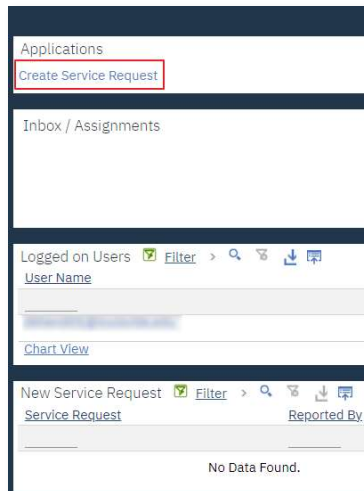 Applications
Create Service Request
Inbox / Assignments
Logged on Users Filter
User Name
Chart View
New Service Request Filter
Service Request Reported By
No Data Found.